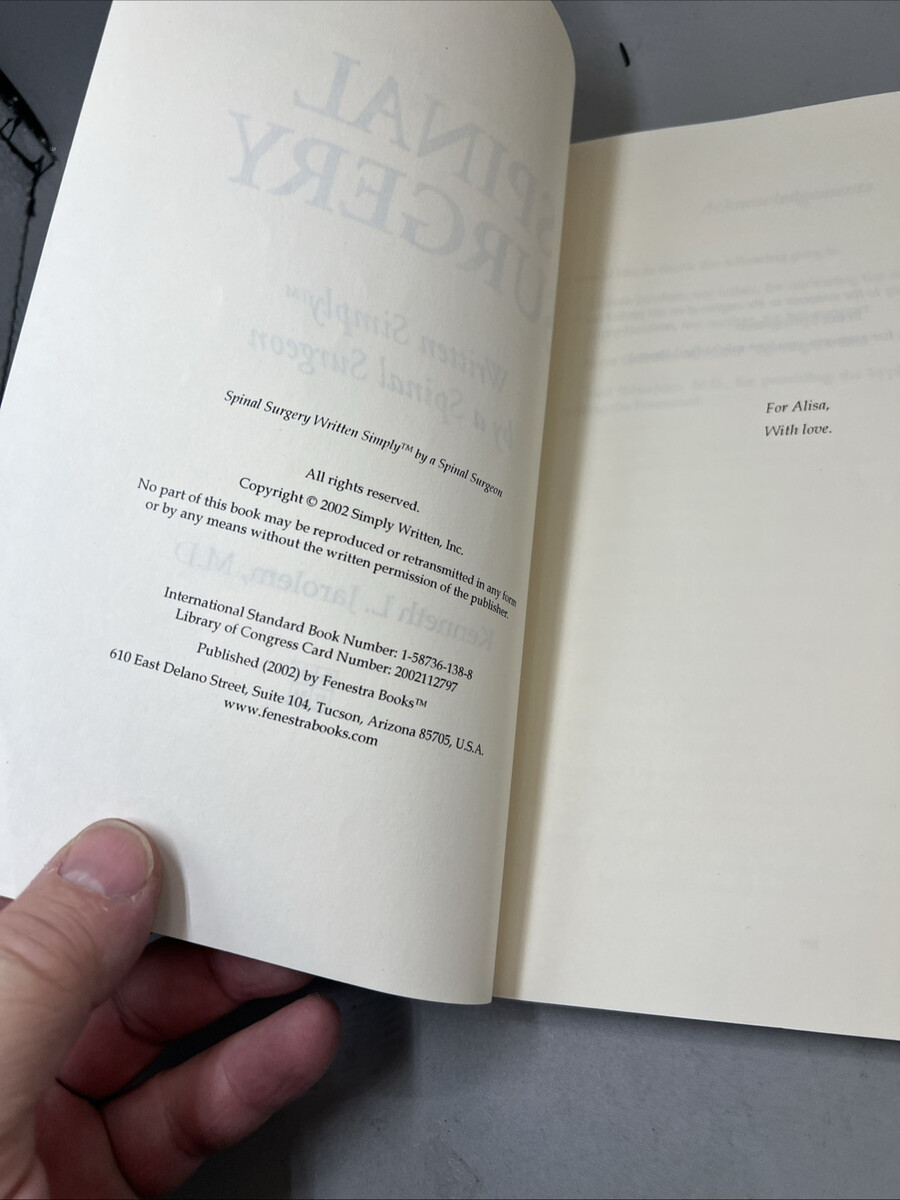 Spinal Surgery Written Simply™ by a Spinal Surgeon
All rights reserved.
Copyright © 2002 Simply Written, Inc.
No part of this book may be reproduced or retransmitted in any form
or by any means without the written permission of the publisher.
International Standard Book Number: 1-58736-138-8
Library of Congress Card Number: 2002112797
Published (2002) by Fenestra Books™
610 East Delano Street, Suite 104, Tucson, Arizona 85705, U.S.A.
www.fenestrabooks.com
For Alisa,
With love.